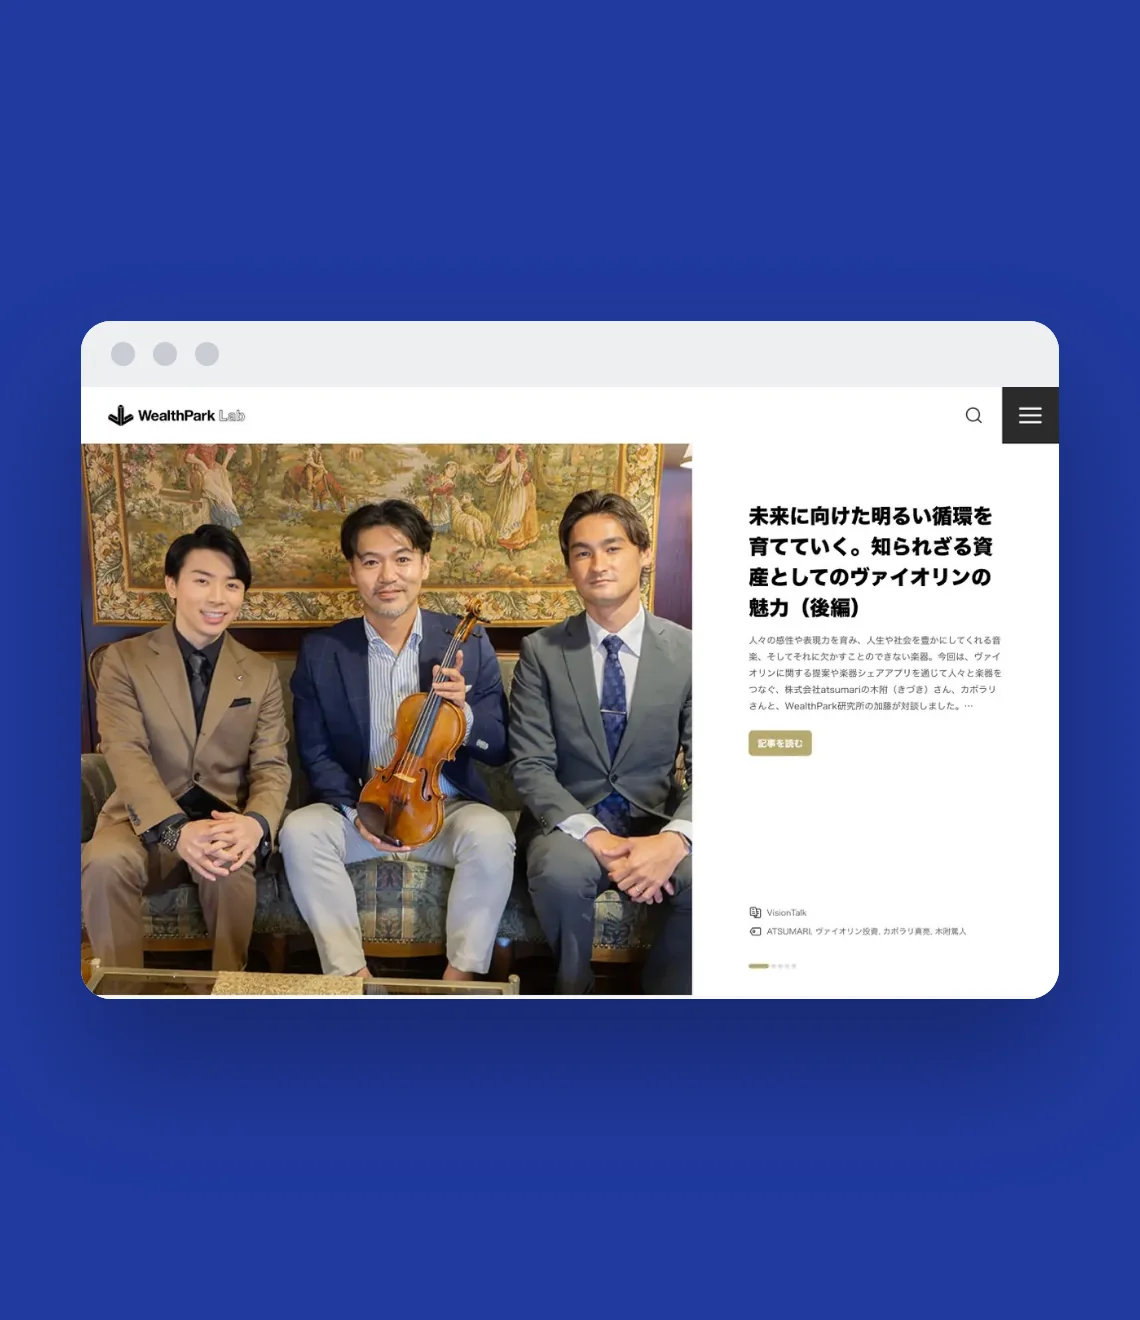 WealthPark Lab
未来に向けた明るい循環を
育てていく。知られざる資
産としてのヴァイオリンの
魅力（後編）
人々の感性や表現力を育み、人生や社会を豊かにしてくれる音
楽、そしてそれに欠かすことのできない楽器。今回は、ヴァイ
オリンに関する提案や楽器シェアアプリを通じて人々と楽器を
つなぐ、株式会社atsumariの木附（きづき）さん、カポラリ
さんと、WealthPark研究所の加藤が対談しました。…
記事を読む
VisionTalk
ATSUMARI, ヴァイオリン投資, カポラリ真亮, 木附篤人